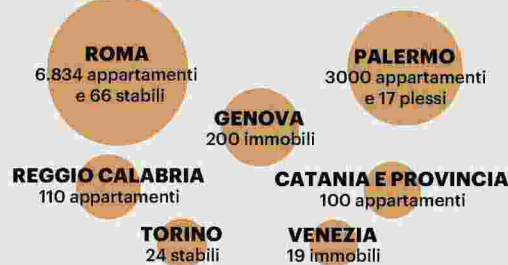 ROMA
6.834 appartamenti
e 66 stabili
PALERMO
3000 appartamenti
e 17 plessi
GENOVA
200 immobili
REGGIO CALABRIA
110 appartamenti
CATANIA E PROVINCIA
100 appartamenti
TORINO
24 stabili
VENEZIA
19 immobili